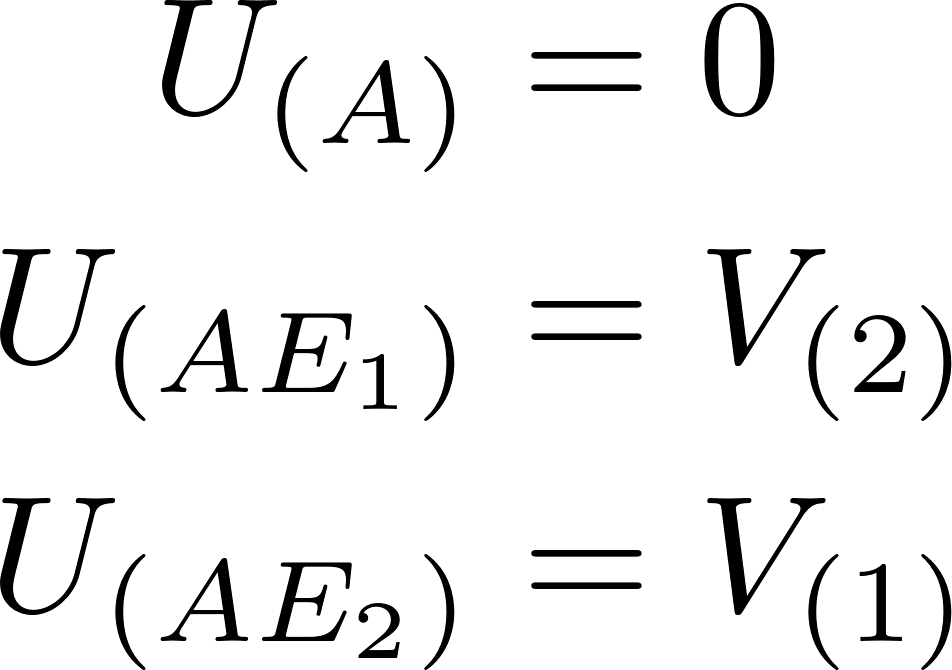 U_{(A)} = 0
U_{(AE_1)} = V_{(2)}
U_{(AE_2)} = V_{(1)}